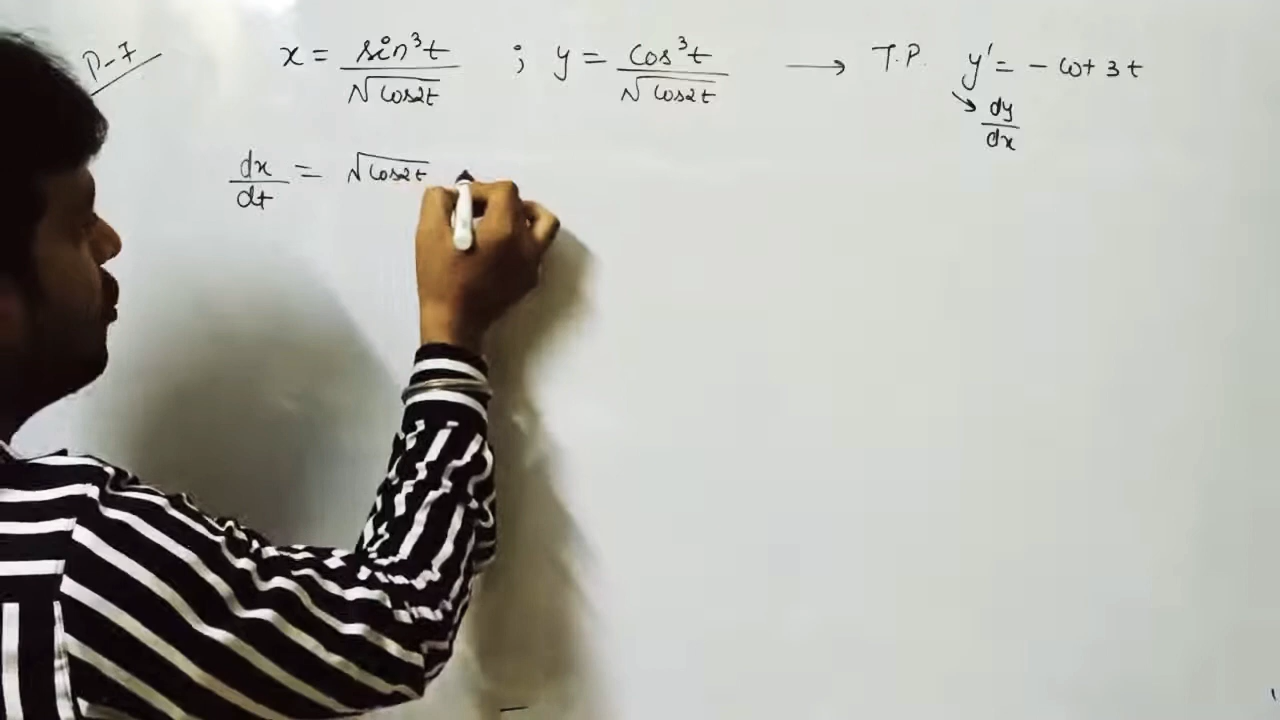 P-7
x = sin³t / √cos2t ; y = cos³t / √cos2t → T.P. y' = - cot 3t
↘ dy/dx
dx/dt = √cos2t